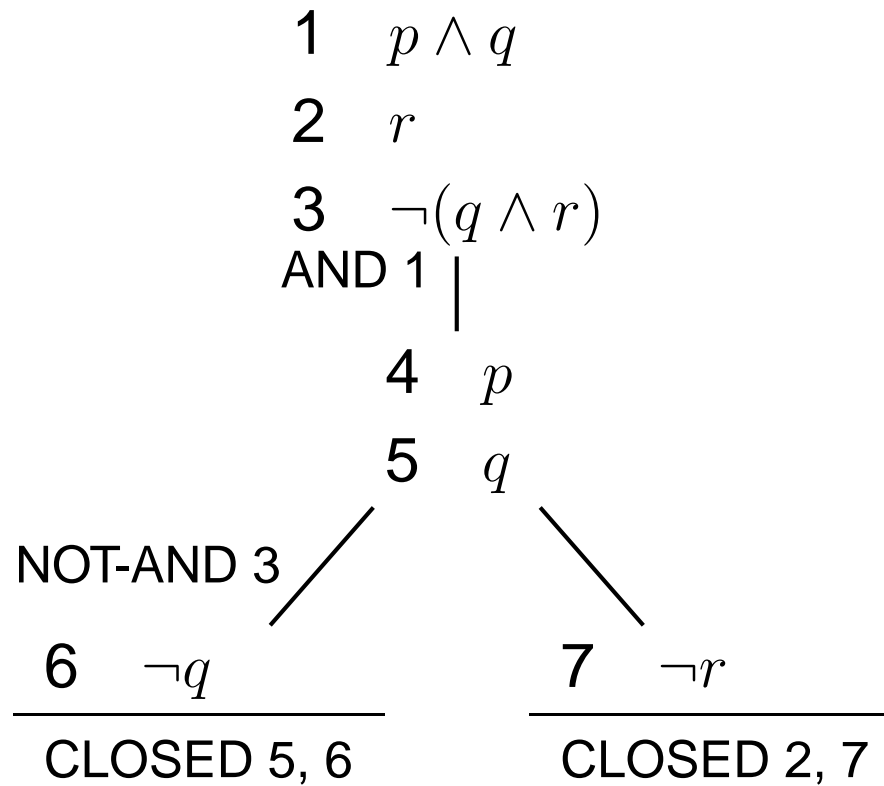 1 p ∧ q
2 r
3 ¬(q ∧ r)
AND 1
4 p
5 q
NOT-AND 3
6 ¬q 7 ¬r
CLOSED 5, 6 CLOSED 2, 7